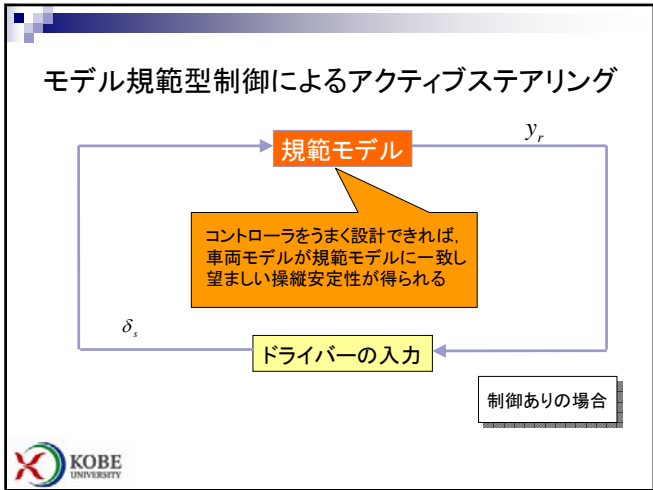 モデル規範型制御によるアクティブステアリング
規範モデル
y_r
コントローラをうまく設計できれば,
車両モデルが規範モデルに一致し
望ましい操縦安定性が得られる
δ_s
ドライバーの入力
制御ありの場合
KOBE
UNIVERSITY